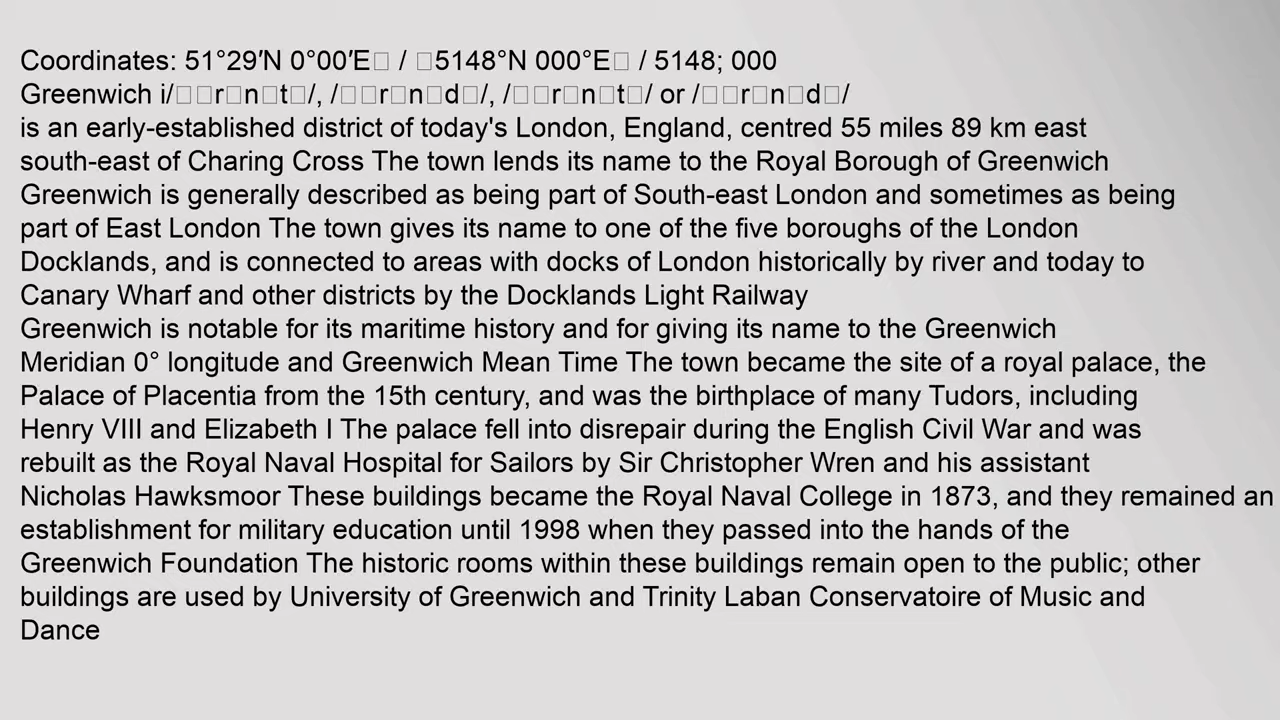 Coordinates: 51°29′N 0°00′E□ / □5148°N 000°E□ / 5148; 000
Greenwich i/□□r□n□t□/, /□□r□n□d□/, /□□r□n□t□/ or /□□r□n□d□/
is an early-established district of today's London, England, centred 55 miles 89 km east
south-east of Charing Cross The town lends its name to the Royal Borough of Greenwich
Greenwich is generally described as being part of South-east London and sometimes as being
part of East London The town gives its name to one of the five boroughs of the London
Docklands, and is connected to areas with docks of London historically by river and today to
Canary Wharf and other districts by the Docklands Light Railway
Greenwich is notable for its maritime history and for giving its name to the Greenwich
Meridian 0° longitude and Greenwich Mean Time The town became the site of a royal palace, the
Palace of Placentia from the 15th century, and was the birthplace of many Tudors, including
Henry VIII and Elizabeth I The palace fell into disrepair during the English Civil War and was
rebuilt as the Royal Naval Hospital for Sailors by Sir Christopher Wren and his assistant
Nicholas Hawksmoor These buildings became the Royal Naval College in 1873, and they remained an
establishment for military education until 1998 when they passed into the hands of the
Greenwich Foundation The historic rooms within these buildings remain open to the public; other
buildings are used by University of Greenwich and Trinity Laban Conservatoire of Music and
Dance